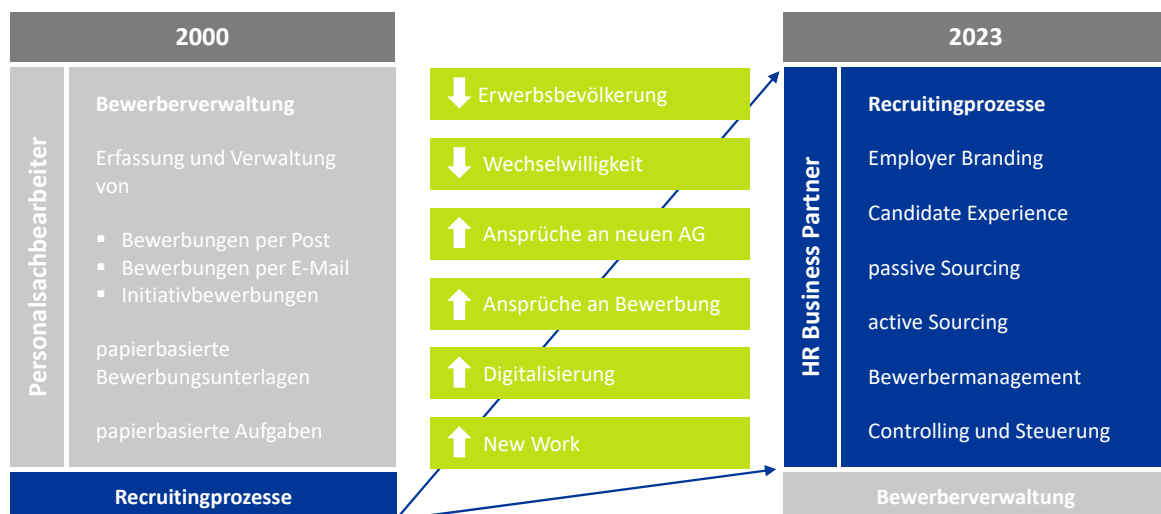 2000
Personalsachbearbeiter
Bewerberverwaltung
Erfassung und Verwaltung
von
▪ Bewerbungen per Post
▪ Bewerbungen per E-Mail
▪ Initiativbewerbungen
papierbasierte
Bewerbungsunterlagen
papierbasierte Aufgaben
Recruitingprozesse
Erwerbsbevölkerung
Wechselwilligkeit
Ansprüche an neuen AG
Ansprüche an Bewerbung
Digitalisierung
New Work
2023
HR Business Partner
Recruitingprozesse
Employer Branding
Candidate Experience
passive Sourcing
active Sourcing
Bewerbermanagement
Controlling und Steuerung
Bewerberverwaltung